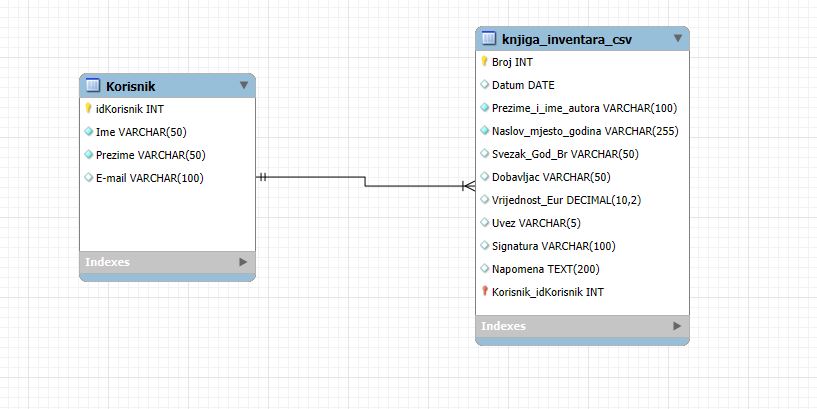 Korisnik
idKorisnik INT
Ime VARCHAR(50)
Prezime VARCHAR(50)
E-mail VARCHAR(100)
Indexes
knjiga_inventara_csv
Broj INT
Datum DATE
Prezime_i_ime_autora VARCHAR(100)
Naslov_mjesto_godina VARCHAR(255)
Svezak_God_Br VARCHAR(50)
Dobavljac VARCHAR(50)
Vrijednost_Eur DECIMAL(10,2)
Uvez VARCHAR(5)
Signatura VARCHAR(100)
Napomena TEXT(200)
Korisnik_idKorisnik INT
Indexes